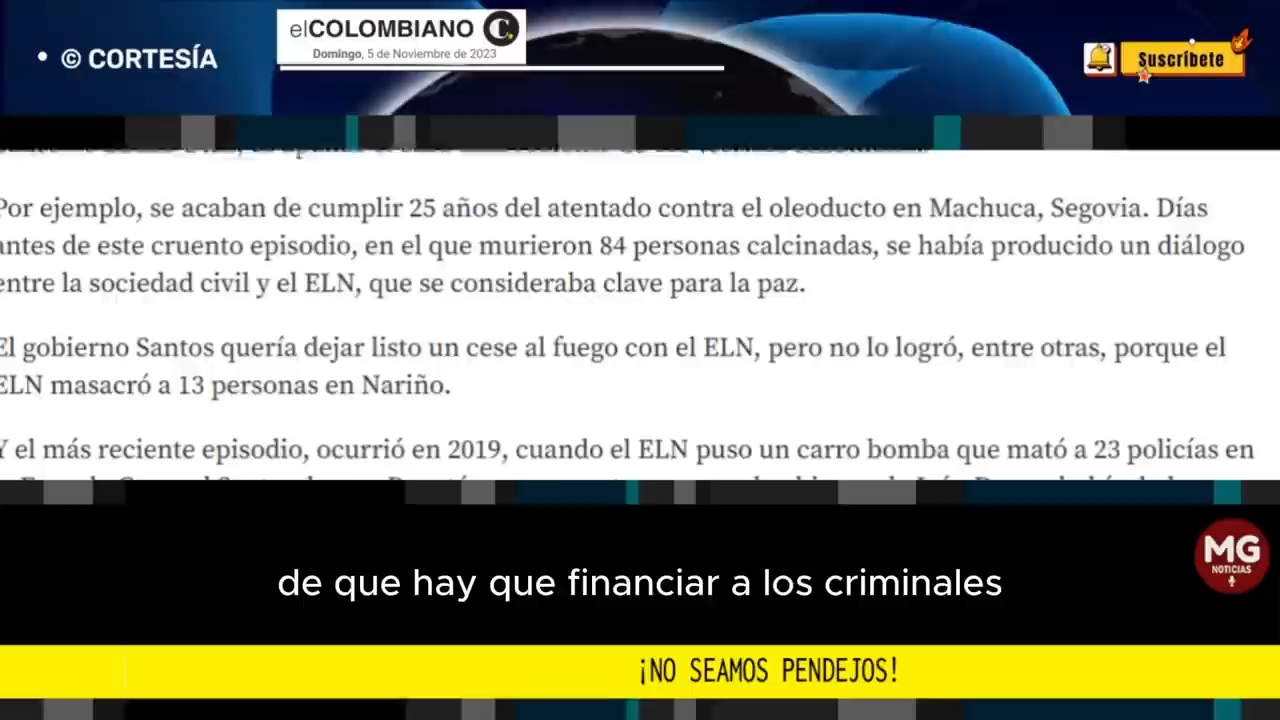 • © CORTESÍA
elCOLOMBIANO C
Domingo, 5 de Noviembre de 2023
Suscríbete
Por ejemplo, se acaban de cumplir 25 años del atentado contra el oleoducto en Machuca, Segovia. Días
antes de este cruento episodio, en el que murieron 84 personas calcinadas, se había producido un diálogo
entre la sociedad civil y el ELN, que se consideraba clave para la paz.
El gobierno Santos quería dejar listo un cese al fuego con el ELN, pero no lo logró, entre otras, porque el
ELN masacró a 13 personas en Nariño.
Y el más reciente episodio, ocurrió en 2019, cuando el ELN puso un carro bomba que mató a 23 policías en
MG
NOTICIAS
de que hay que financiar a los criminales
¡NO SEAMOS PENDEJOS!